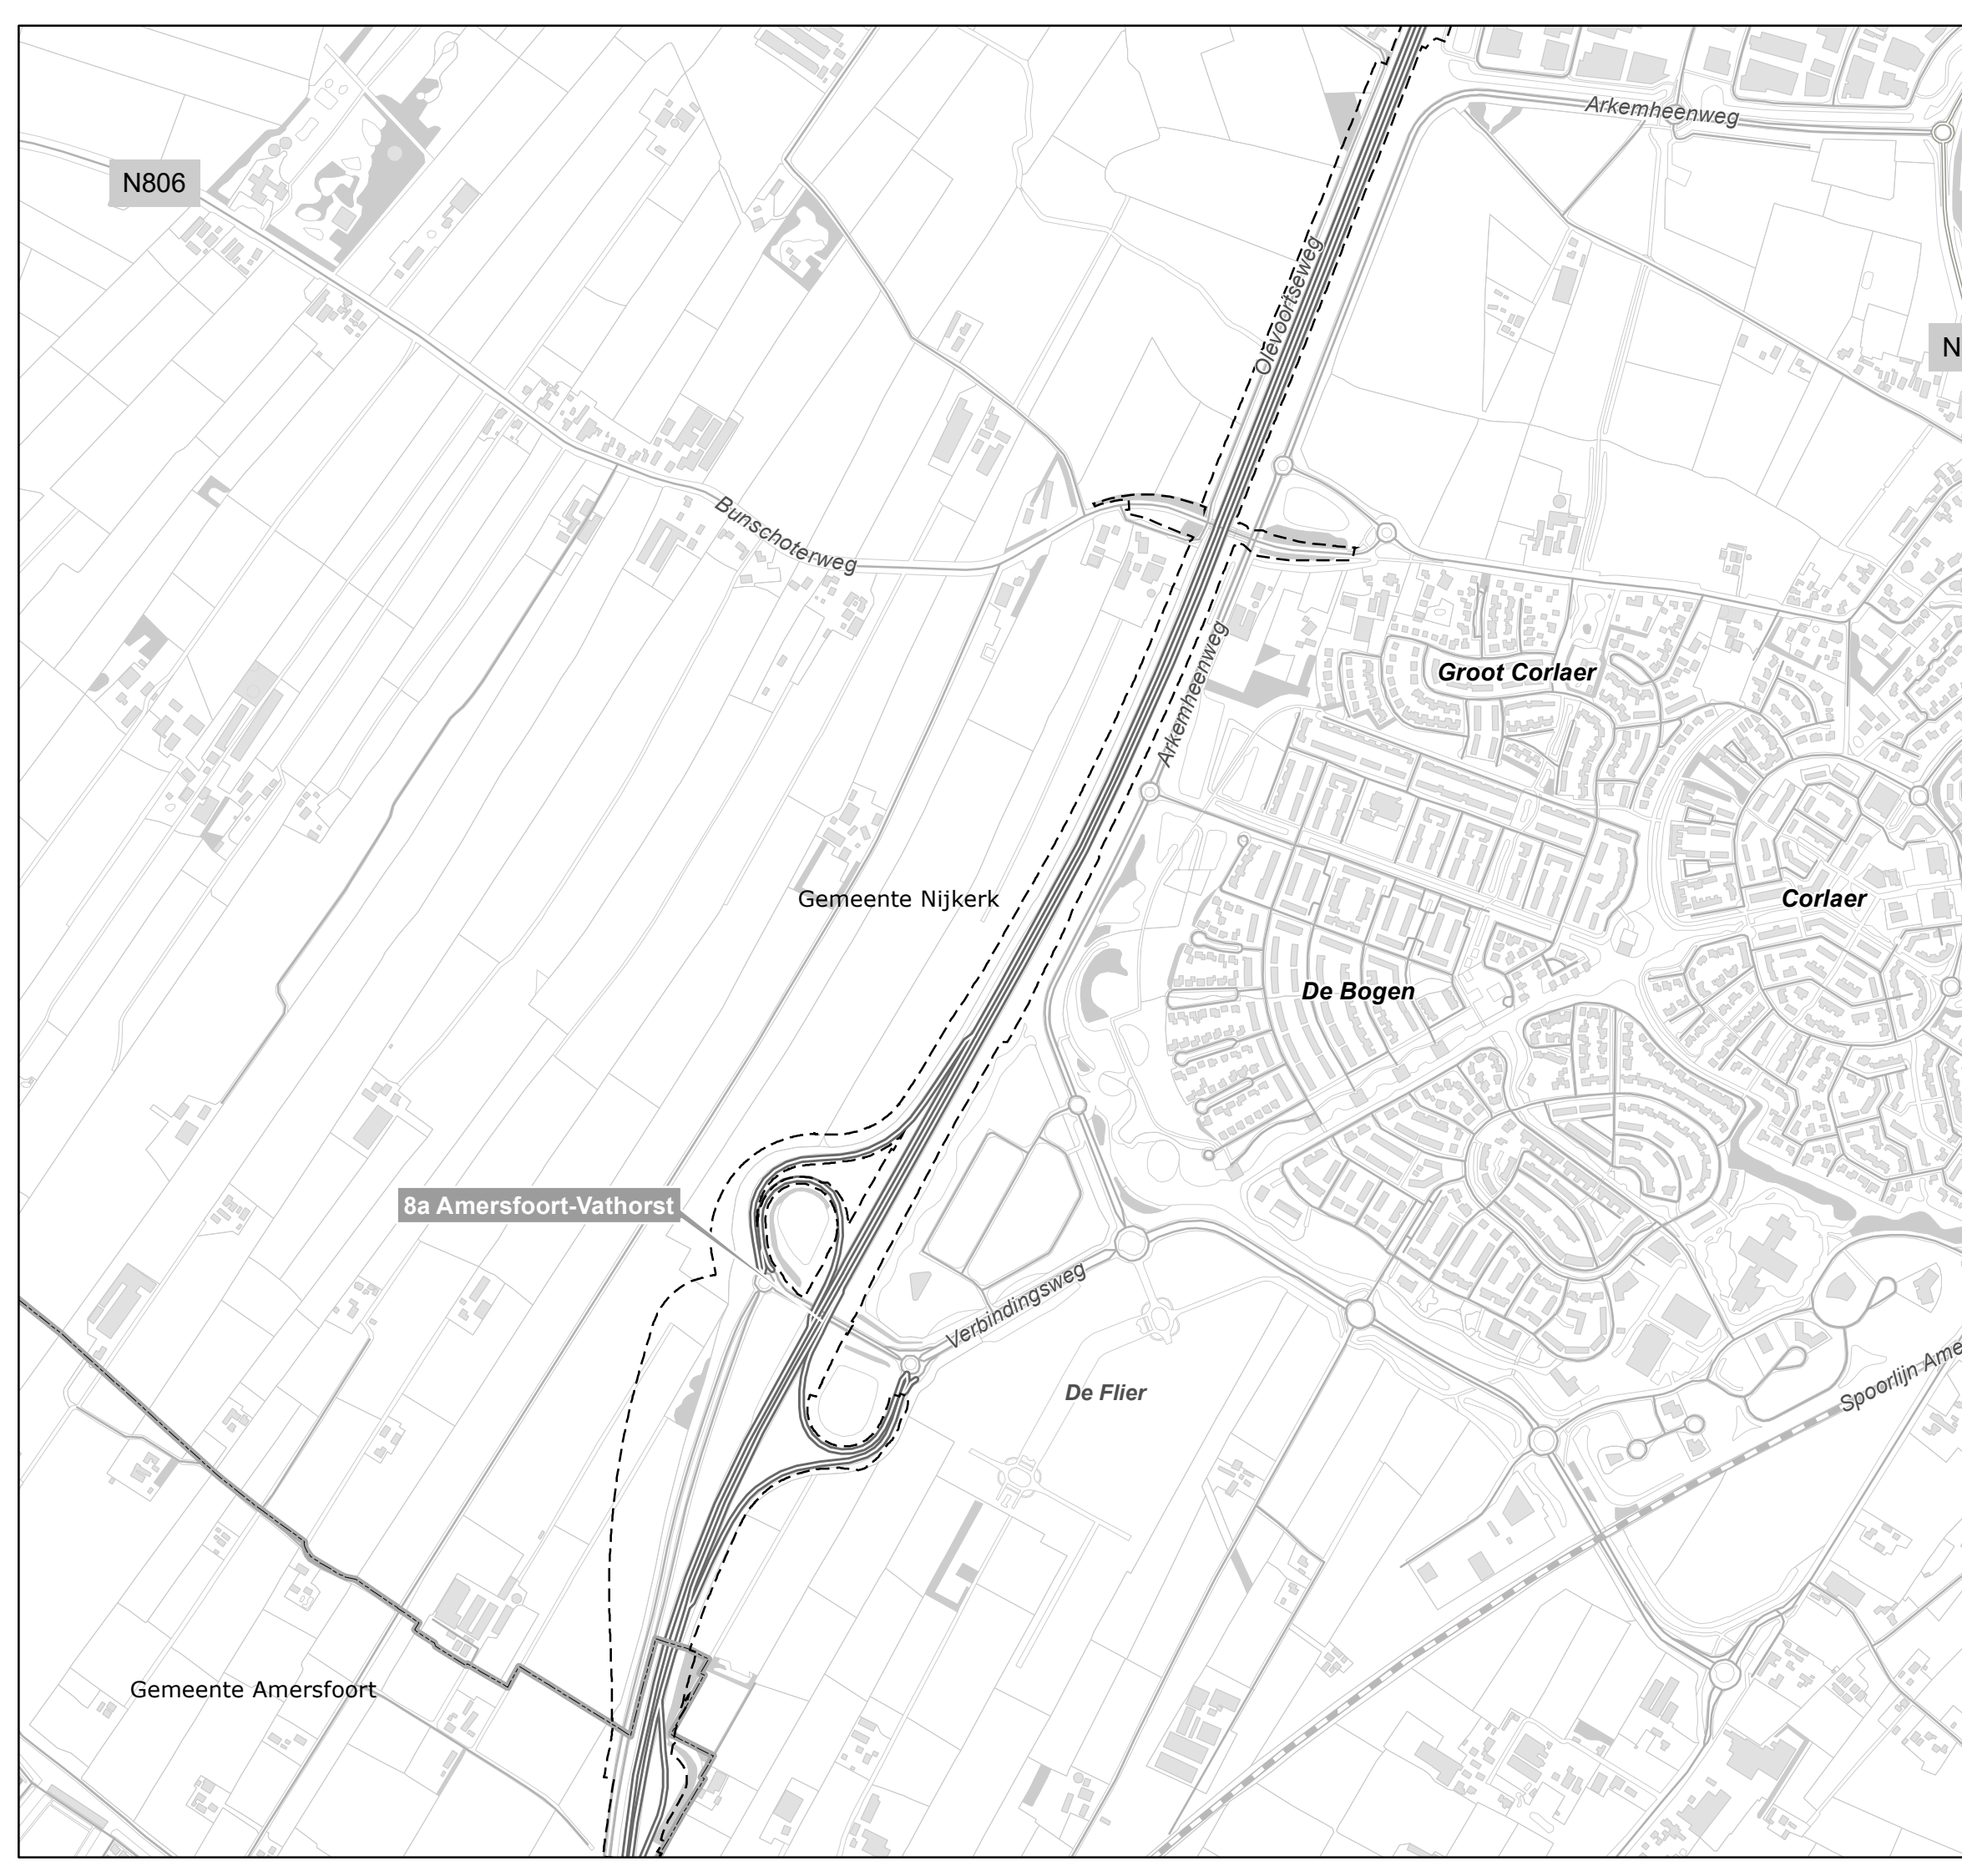 Arkemheenweg
N806
Olevoortseweg
N
Bunschoterweg
Groot Corlaer
Arkemheenweg
Gemeente Nijkerk
Corlaer
De Bogen
8a Amersfoort-Vathorst
Verbindingsweg
De Flier
Spoorlijn Ame
Gemeente Amersfoort